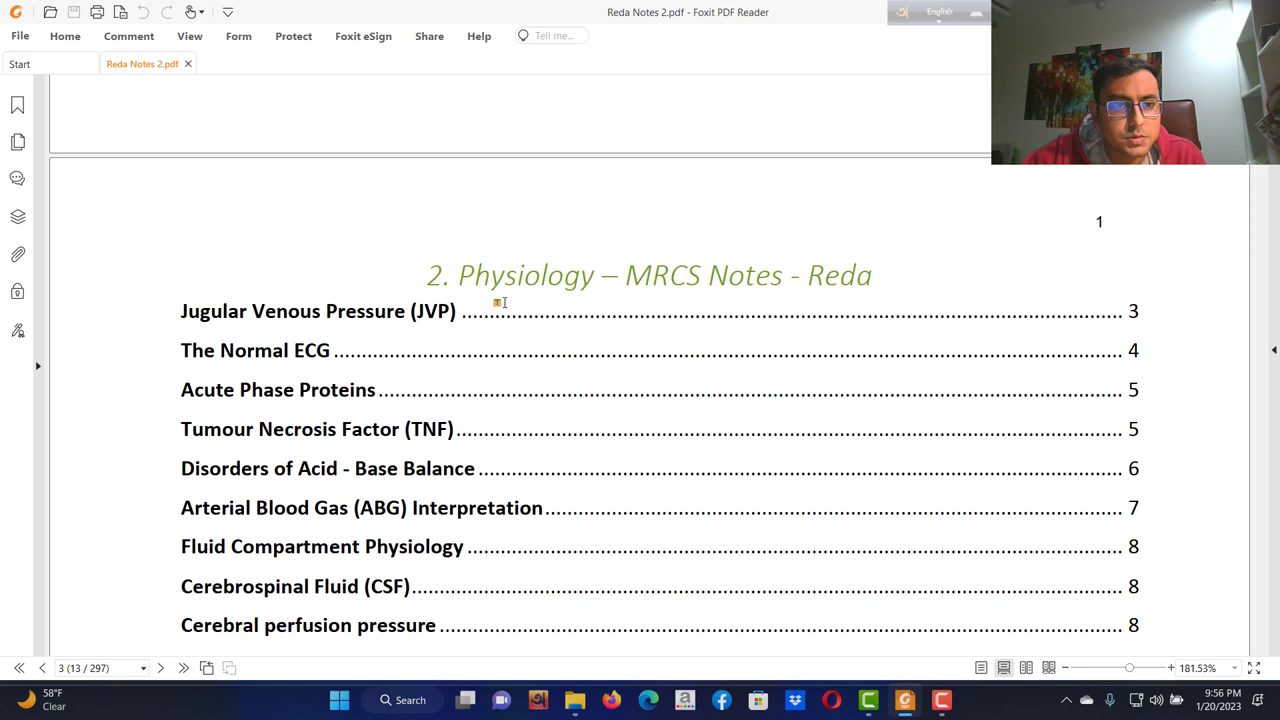 Reda Notes 2.pdf - Foxit PDF Reader
English
File Home Comment View Form Protect Foxit eSign Share Help Tell me...
Start Reda Notes 2.pdf
1
2. Physiology – MRCS Notes - Reda
Jugular Venous Pressure (JVP) 3
The Normal ECG 4
Acute Phase Proteins 5
Tumour Necrosis Factor (TNF) 5
Disorders of Acid - Base Balance 6
Arterial Blood Gas (ABG) Interpretation 7
Fluid Compartment Physiology 8
Cerebrospinal Fluid (CSF) 8
Cerebral perfusion pressure 8
3 (13 / 297) 181.53%
58°F
Clear
Search
9:56 PM
1/20/2023